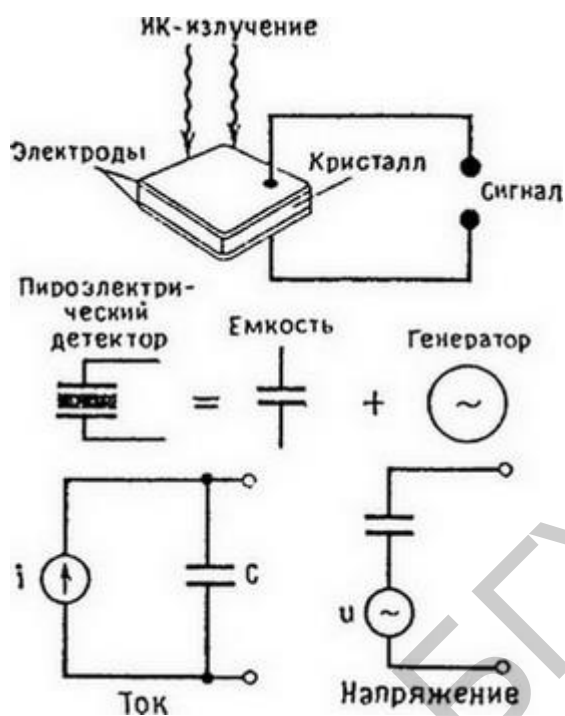 ИК-излучение
Электроды
Кристалл
Сигнал
Пироэлектри-
ческий
детектор
Емкость
Генератор
=
+
~
i
C
u
~
Ток
Напряжение